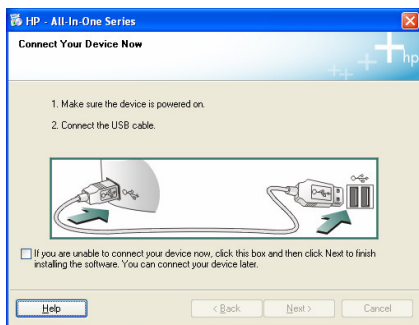 HP - All-In-One Series
Connect Your Device Now
hp
1. Make sure the device is powered on.
2. Connect the USB cable.
If you are unable to connect your device now, click this box and then click Next to finish
installing the software. You can connect your device later.
Help
< Back
Next >
Cancel